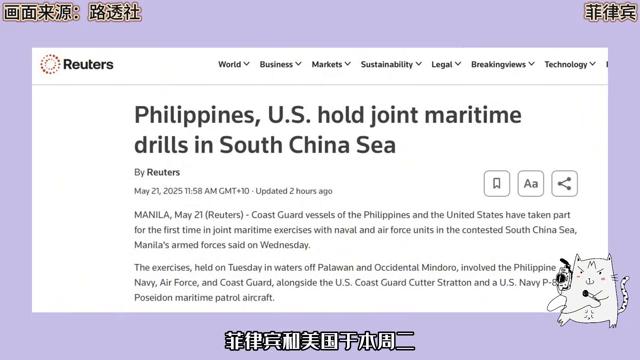 画面来源：路透社
菲律宾
Reuters
World Business Markets Sustainability Legal Breakingviews Technology
Philippines, U.S. hold joint maritime
drills in South China Sea
By Reuters
May 21, 2025 11:58 AM GMT+10 · Updated 2 hours ago
Aa
MANILA, May 21 (Reuters) - Coast Guard vessels of the Philippines and the United States have taken part
for the first time in joint maritime exercises with naval and air force units in the contested South China Sea,
Manila's armed forces said on Wednesday.
The exercises, held on Tuesday in waters off Palawan and Occidental Mindoro, involved the Philippine
Navy, Air Force, and Coast Guard, alongside the U.S. Coast Guard Cutter Stratton and a U.S. Navy P-8
Poseidon maritime patrol aircraft.
菲律宾和美国于本周二